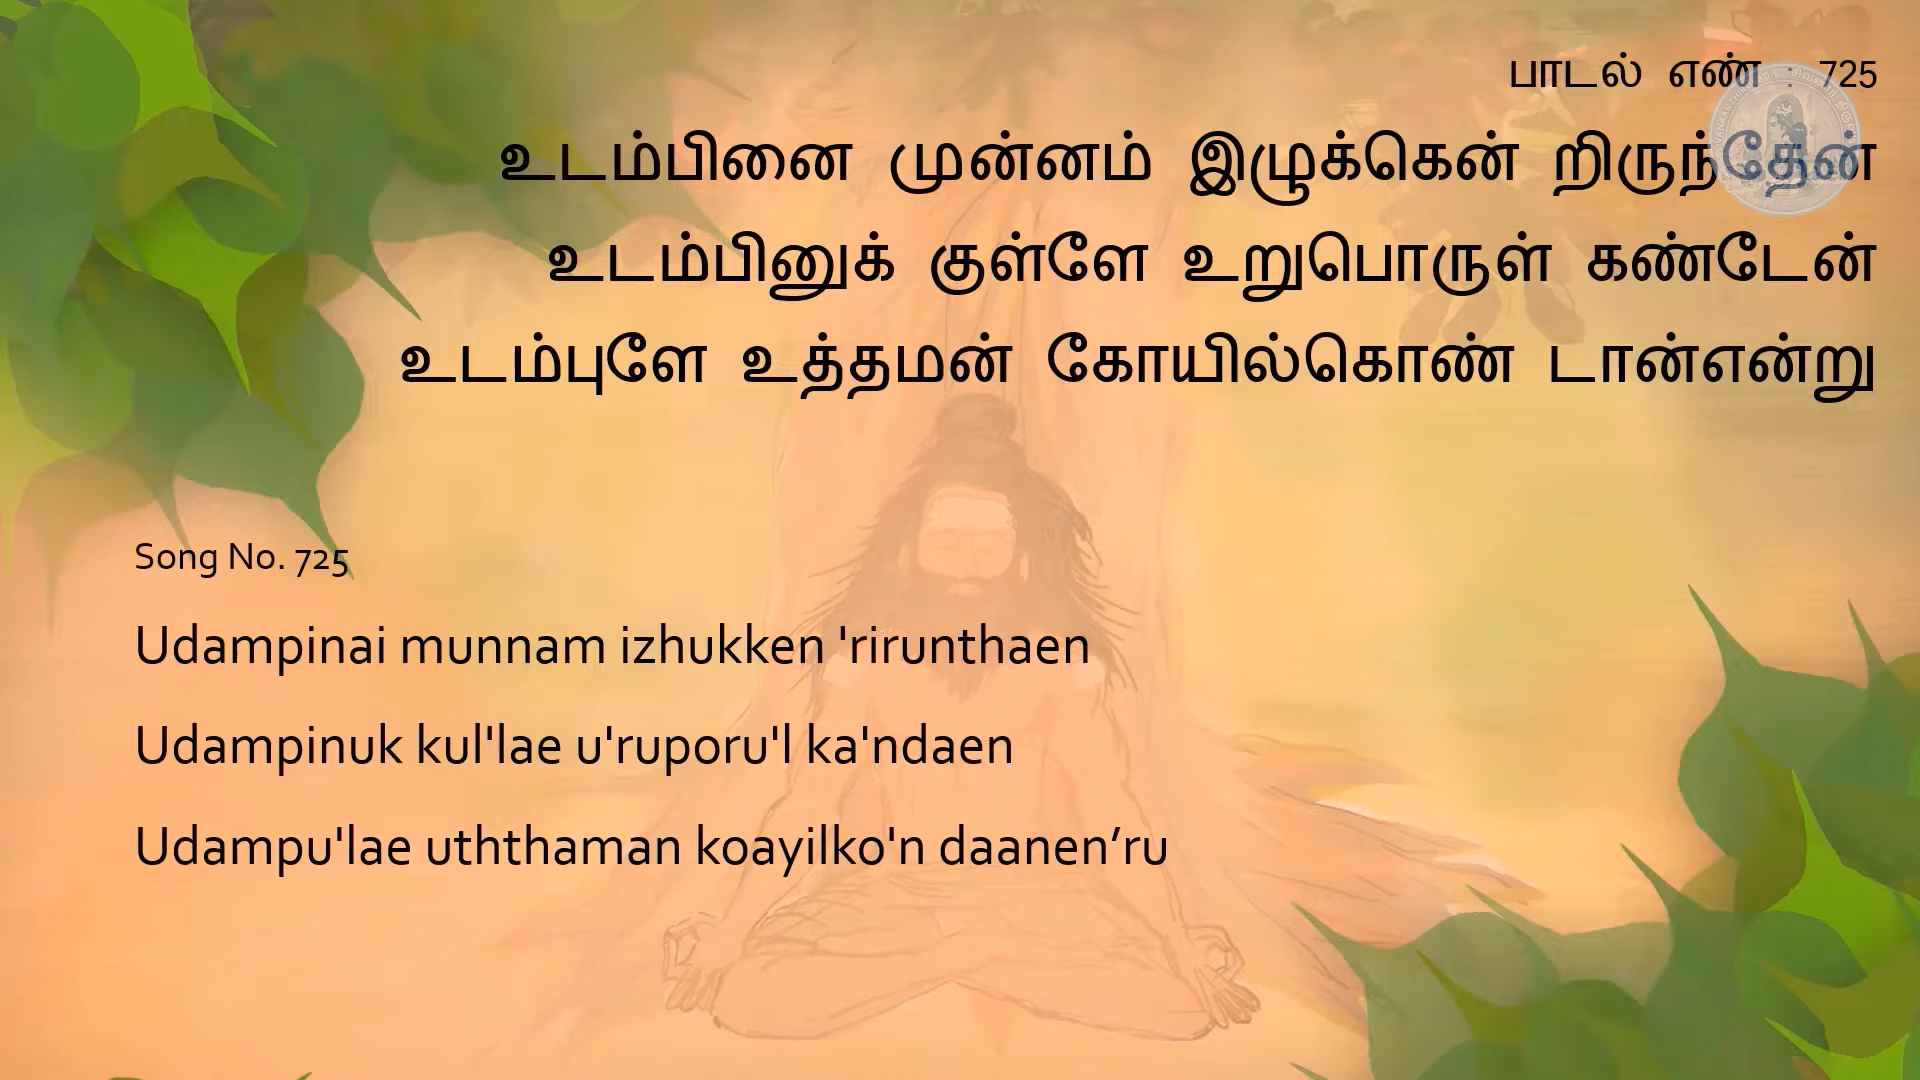 பாடல் எண் : 725
உடம்பினை முன்னம் இழுக்கென் றிருந்தேன்
உடம்பினுக் குள்ளே உறுபொருள் கண்டேன்
உடம்புளே உத்தமன் கோயில்கொண் டான்என்று
Song No. 725
Udampinai munnam izhukken 'rirunthaen
Udampinuk kul'lae u'ruporu'l ka'ndaen
Udampu'lae uththaman koayilko'n daanen’ru